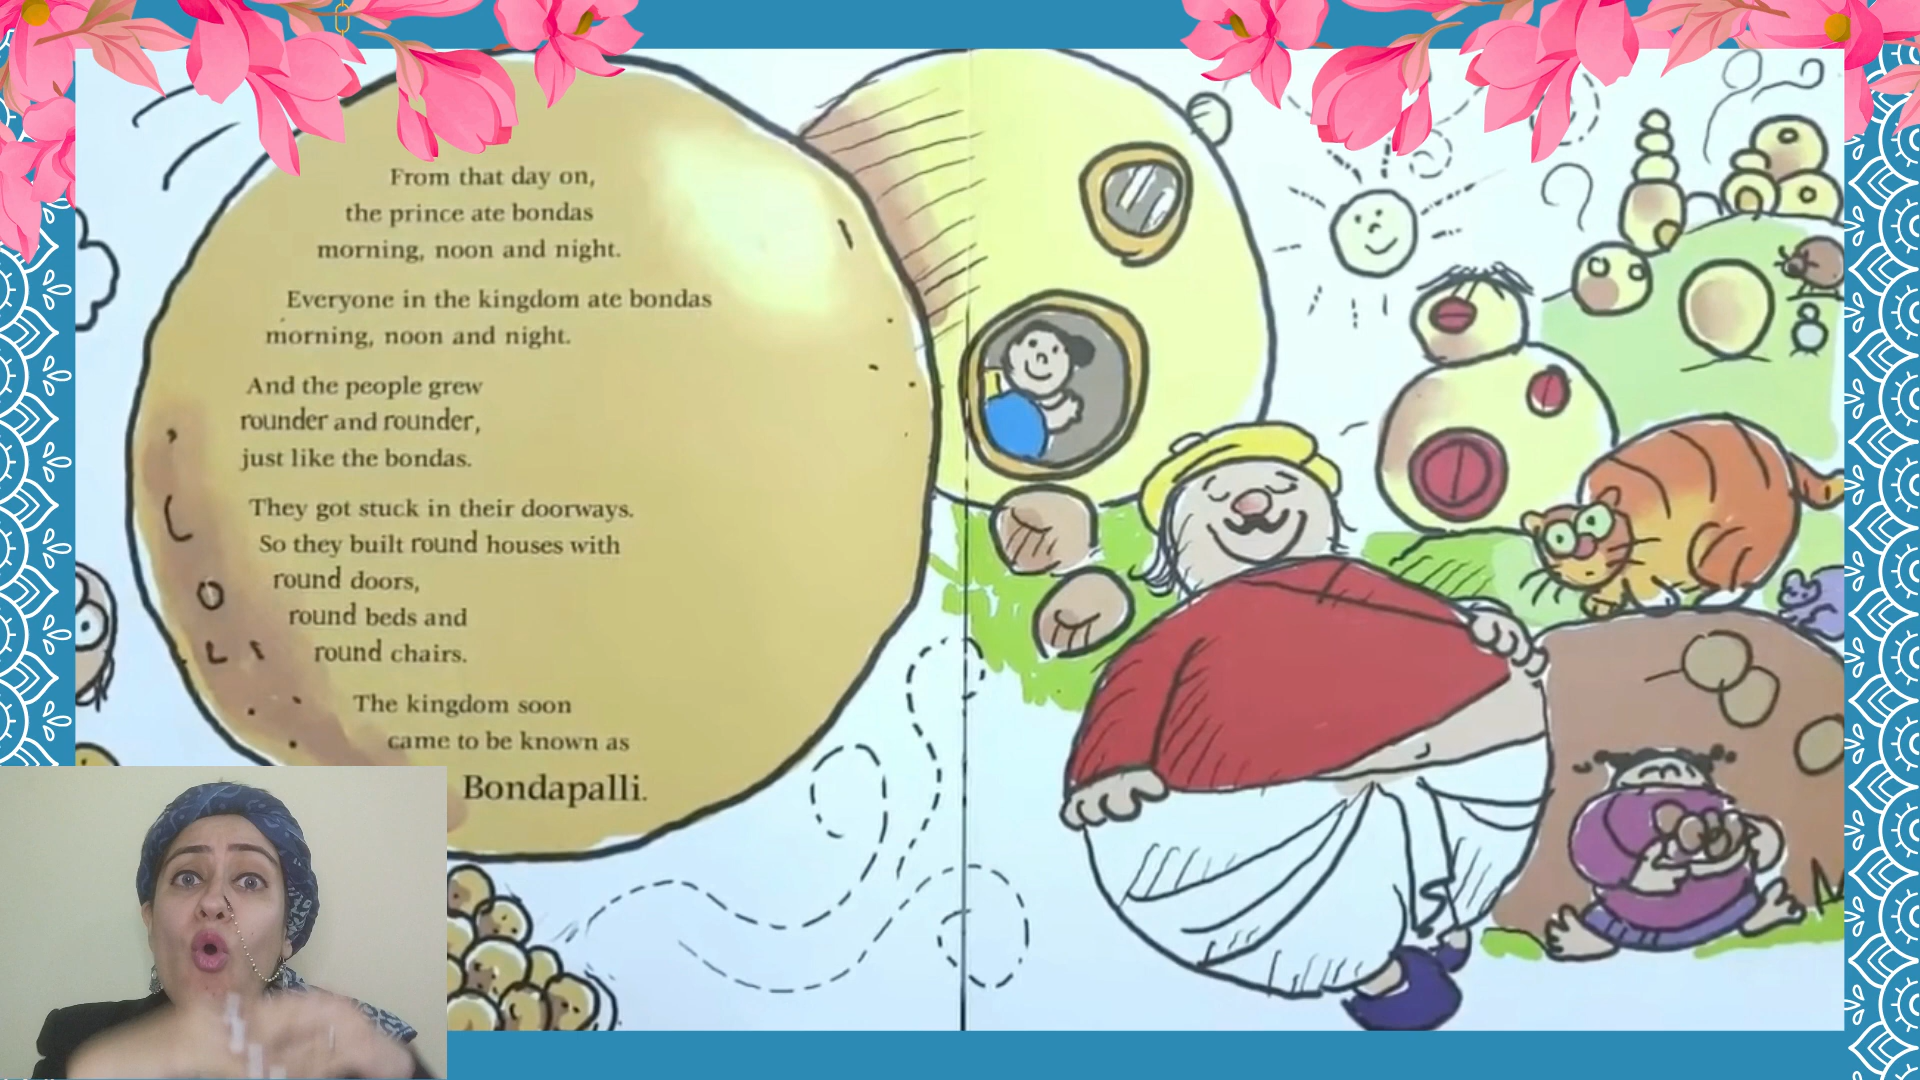 From that day on,
the prince ate bondas
morning, noon and night.
Everyone in the kingdom ate bondas
morning, noon and night.
And the people grew
rounder and rounder,
just like the bondas.
They got stuck in their doorways.
So they built round houses with
round doors,
round beds and
round chairs.
The kingdom soon
came to be known as
Bondapalli.